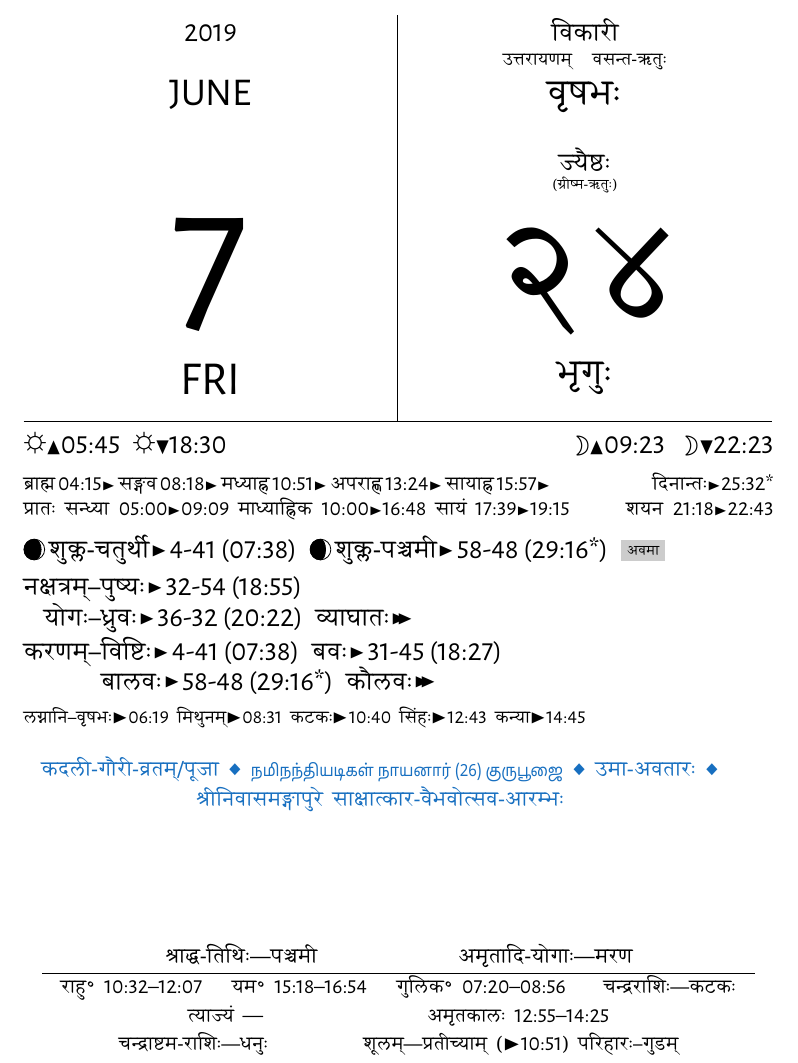 2019
JUNE
7
FRI
विकारी
उत्तरायणम् वसन्त-ऋतुः
वृषभः
ज्यैष्ठः
(ग्रीष्म-ऋतुः)
२४
भृगुः
☼▲05:45 ☼▼18:30 ☽▲09:23 ☽▼22:23
ब्राह्म 04:15► सङ्गव 08:18► मध्याह्न 10:51► अपराह्ण 13:24► सायाह्न 15:57► दिनान्तः►25:32*
प्रातः सन्ध्या 05:00►09:09 माध्याह्निक 10:00►16:48 सायं 17:39►19:15 शयन 21:18►22:43
शुक्ल-चतुर्थी►4-41 (07:38) शुक्ल-पञ्चमी►58-48 (29:16*) अवमा
नक्षत्रम्–पुष्यः►32-54 (18:55)
योगः–ध्रुवः►36-32 (20:22) व्याघातः►►
करणम्–विष्टिः►4-41 (07:38) बवः►31-45 (18:27)
बालवः►58-48 (29:16*) कौलवः►►
लग्नानि–वृषभः►06:19 मिथुनम्►08:31 कटकः►10:40 सिंहः►12:43 कन्या►14:45
कदली-गौरी-व्रतम्/पूजा ◆ நமிநந்தியடிகள் நாயனார் (26) குருபூஜை ◆ उमा-अवतारः ◆
श्रीनिवासमङ्गापुरे साक्षात्कार-वैभवोत्सव-आरम्भः
श्राद्ध-तिथिः—पञ्चमी अमृतादि-योगाः—मरण
राहु° 10:32–12:07 यम° 15:18–16:54 गुलिक° 07:20–08:56 चन्द्रराशिः—कटकः
त्याज्यं — अमृतकालः 12:55–14:25
चन्द्राष्टम-राशिः—धनुः शूलम्—प्रतीच्याम् (►10:51) परिहारः–गुडम्